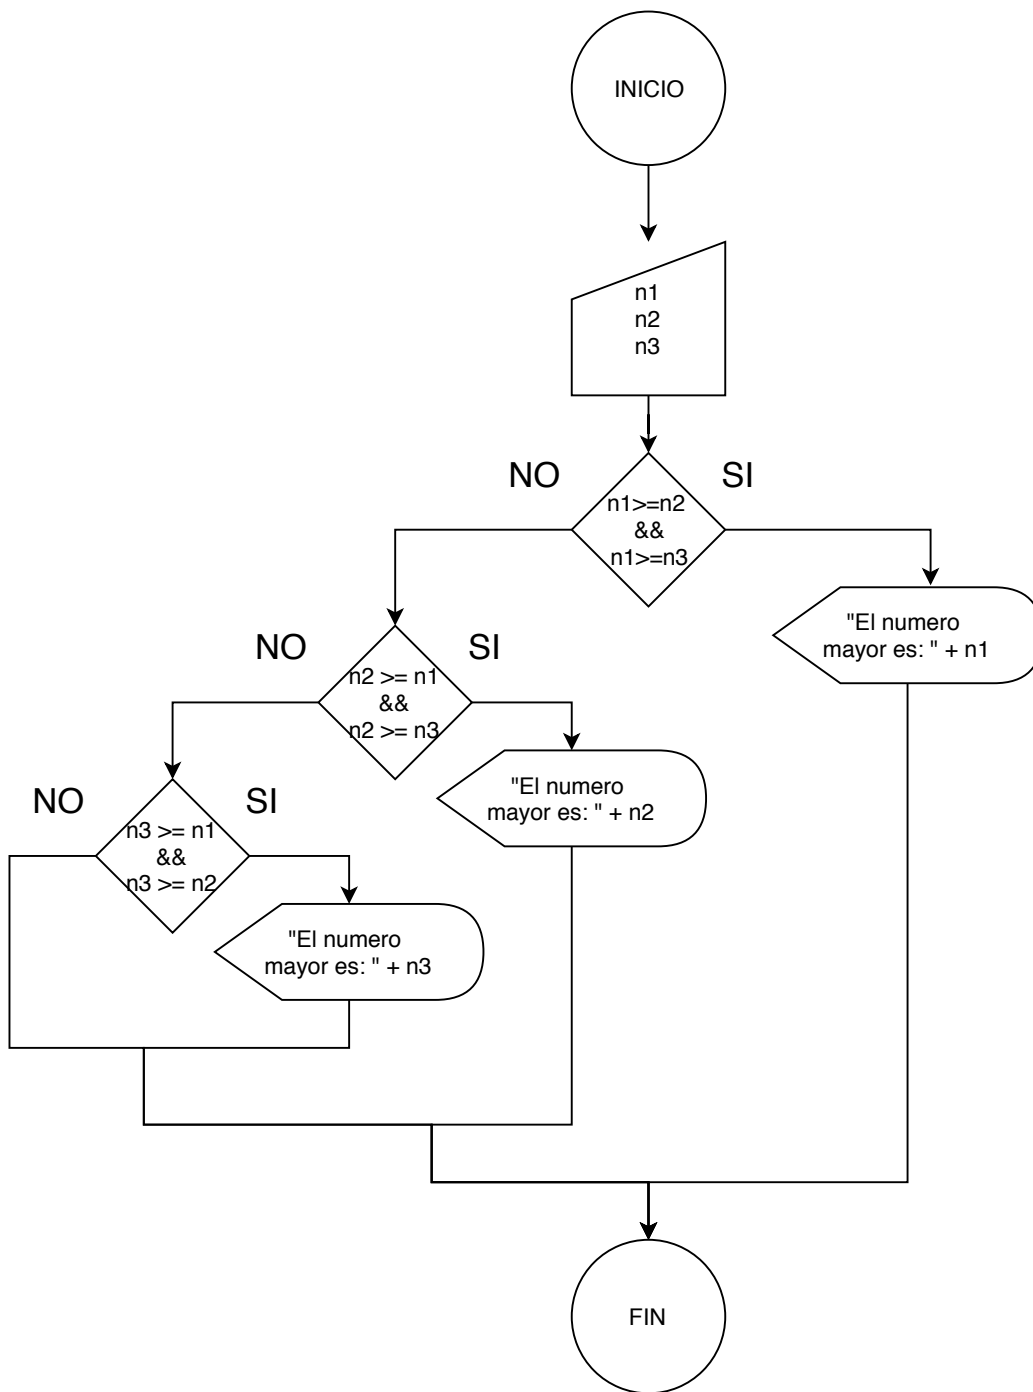 INICIO
n1
n2
n3
NO
SI
n1>=n2
&&
n1>=n3
"El numero
mayor es: " + n1
NO
SI
n2 >= n1
&&
n2 >= n3
"El numero
mayor es: " + n2
NO
SI
n3 >= n1
&&
n3 >= n2
"El numero
mayor es: " + n3
FIN